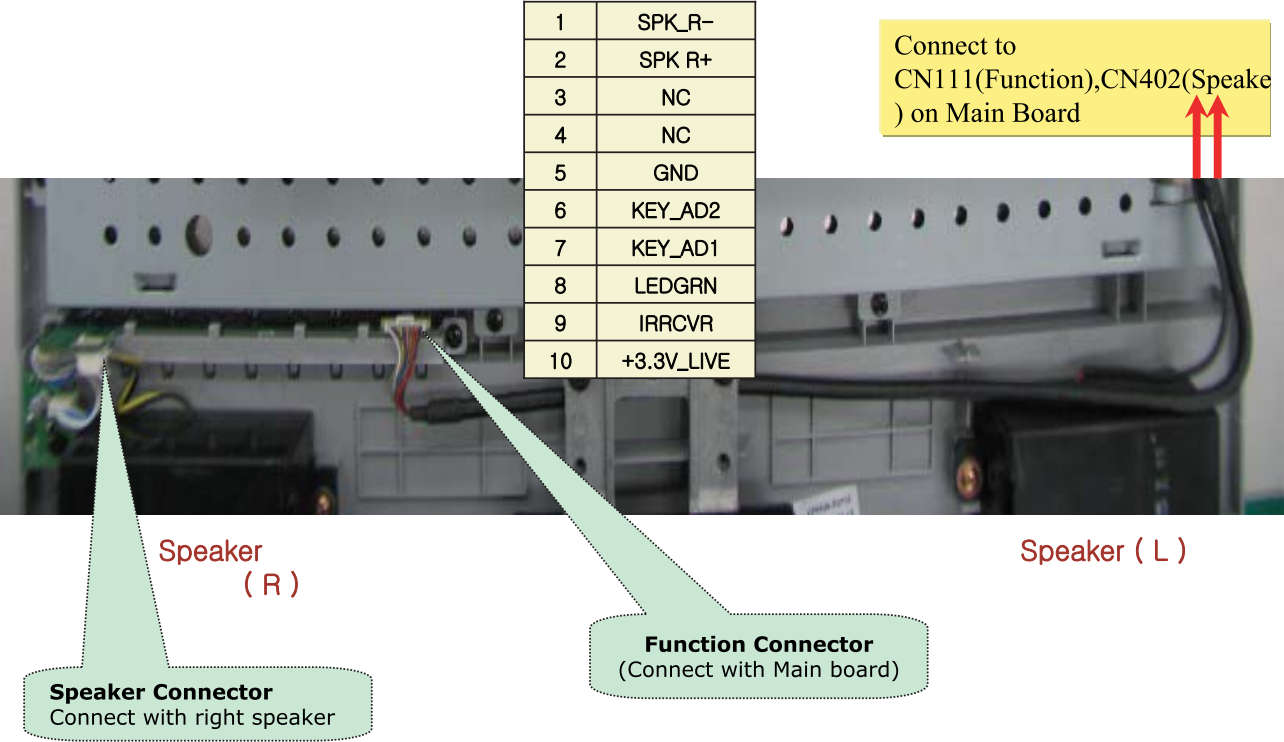 1 SPK_R-
2 SPK R+
3 NC
4 NC
5 GND
6 KEY_AD2
7 KEY_AD1
8 LEDGRN
9 IRRCVR
10 +3.3V_LIVE
Connect to
CN111(Function),CN402(Speake
) on Main Board
Speaker
( R )
Speaker ( L )
Function Connector
(Connect with Main board)
Speaker Connector
Connect with right speaker